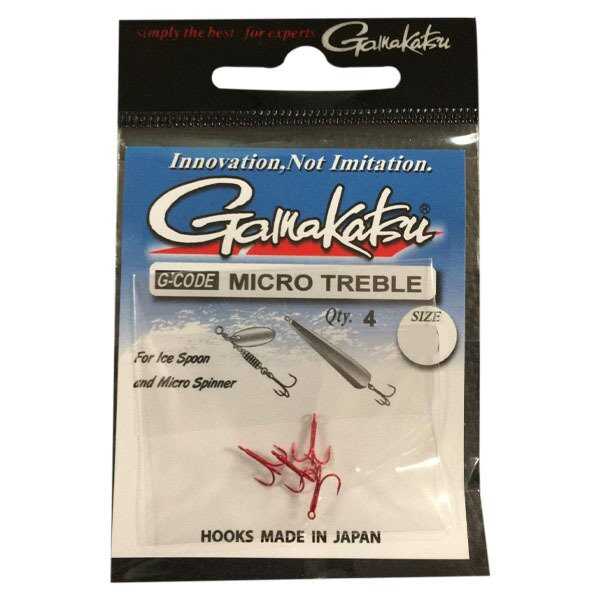 simply the best for experts Gamakatsu
Innovation,Not Imitation.
Gamakatsu®
G-CODE MICRO TREBLE
Qty. 4 SIZE
For Ice Spoon
and Micro Spinner
HOOKS MADE IN JAPAN